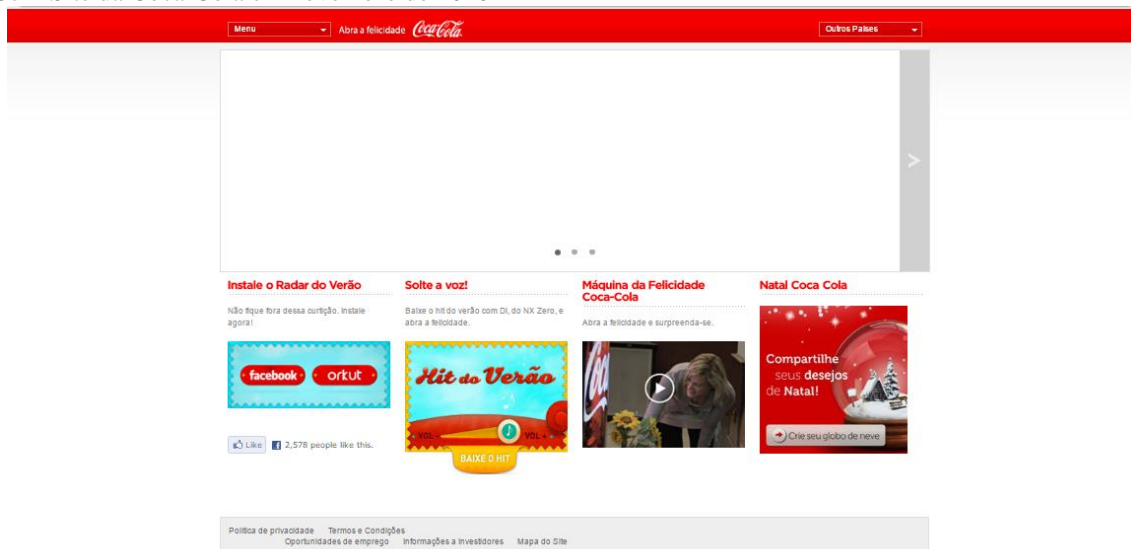 Menu
Abra a felicidade Coca-Cola
Outros Países
Instale o Radar do Verão
Não fique fora dessa curtição. Instale
agora!
facebook orkut
Like 2,578 people like this.
Solte a voz!
Baixe o hit do verão com Di, do NX Zero, e
abra a felicidade.
Hit do Verão
VOL - VOL +
BAIXE O HIT
Máquina da Felicidade
Coca-Cola
Abra a felicidade e surpreenda-se.
Natal Coca Cola
Compartilhe
seus desejos
de Natal!
Crie seu globo de neve
Política de privacidade Termos e Condições
Oportunidades de emprego Informações a Investidores Mapa do Site